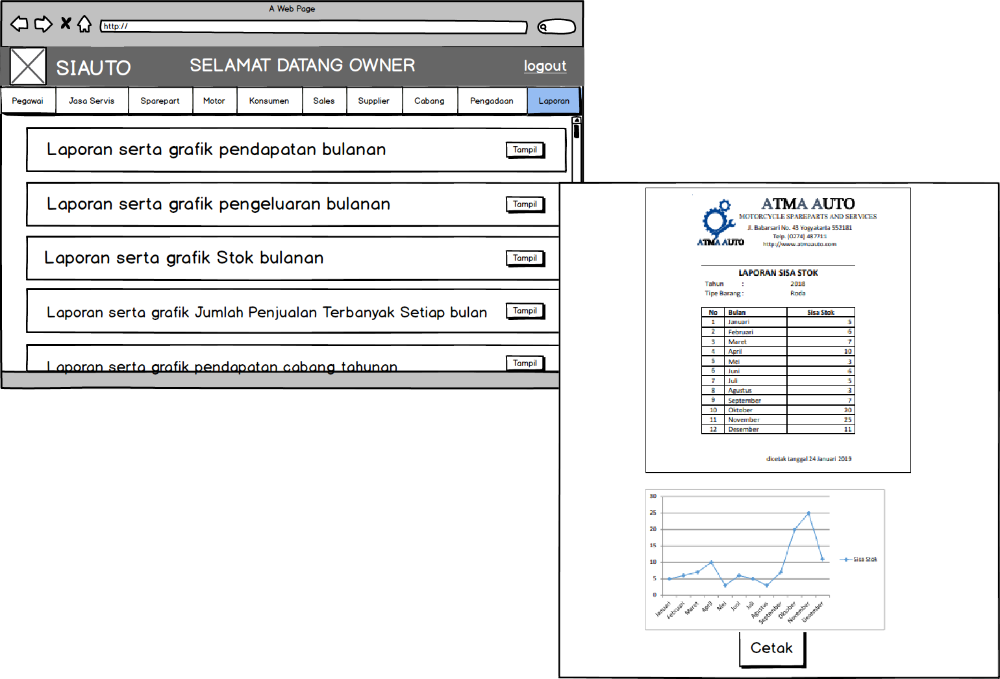 A Web Page
http://
SIAUTO
SELAMAT DATANG OWNER
logout
Pegawai Jasa Servis Sparepart Motor Konsumen Sales Supplier Cabang Pengadaan Laporan
Laporan serta grafik pendapatan bulanan Tampil
Laporan serta grafik pengeluaran bulanan Tampil
Laporan serta grafik Stok bulanan Tampil
Laporan serta grafik Jumlah Penjualan Terbanyak Setiap bulan Tampil
Laporan serta grafik pendapatan cabang tahunan Tampil
ATMA AUTO
MOTORCYCLE SPAREPARTS AND SERVICES
Jl. Babarsari No. 43 Yogyakarta 552181
Telp. (0274) 487711
http://www.atmaauto.com
ATMA AUTO
LAPORAN SISA STOK
Tahun : 2018
Tipe Barang : Roda
No Bulan Sisa Stok
1 Januari 5
2 Februari 6
3 Maret 7
4 April 10
5 Mei 3
6 Juni 6
7 Juli 5
8 Agustus 3
9 September 7
10 Oktober 20
11 November 25
12 Desember 11
dicetak tanggal 24 Januari 2019
30
25
20
15
10
5
0
Januari Februari Maret April Mei Juni Juli Agustus September Oktober November Desember
Sisa Stok
Cetak